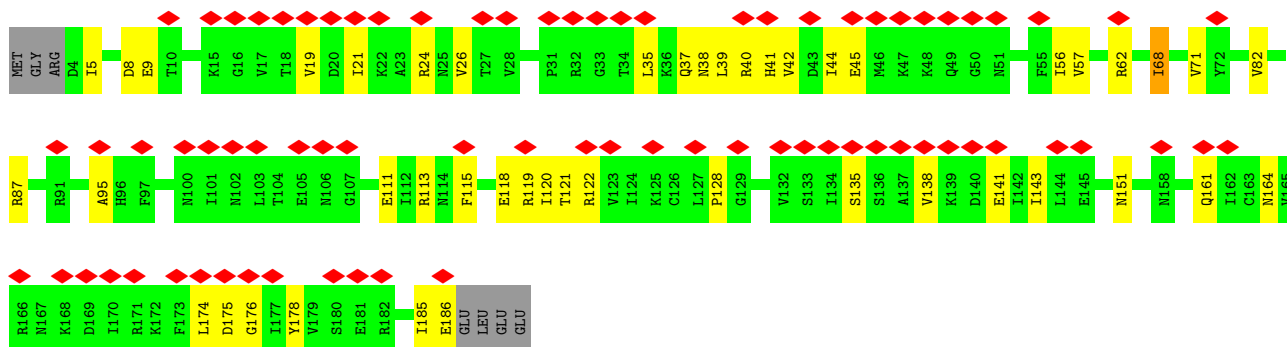 MET GLY ARG D4 I5 D8 E9 T10 K15 G16 V17 T18 V19 D20 I21 K22 A23 R24 N25 V26 T27 V28 P31 R32 G33 T34 L35 K36 Q37 N38 L39 R40 H41 V42 D43 I44 E45 M46 K47 K48 Q49 G50 N51 F55 I56 V57 R62 I68 V71 Y72 V82
R87 R91 A95 H96 F97 N100 I101 N102 L103 T104 E105 N106 G107 E111 I112 R113 N114 F115 E118 R119 I120 T121 R122 V123 I124 K125 C126 L127 P128 G129 V132 S133 I134 S135 S136 A137 V138 K139 D140 E141 I142 I143 L144 E145 N151 N158 Q161 I162 C163 N164 V165
R166 N167 K168 D169 I170 R171 K172 F173 L174 D175 G176 I177 Y178 V179 S180 E181 R182 I185 E186 GLU LEU GLU GLU